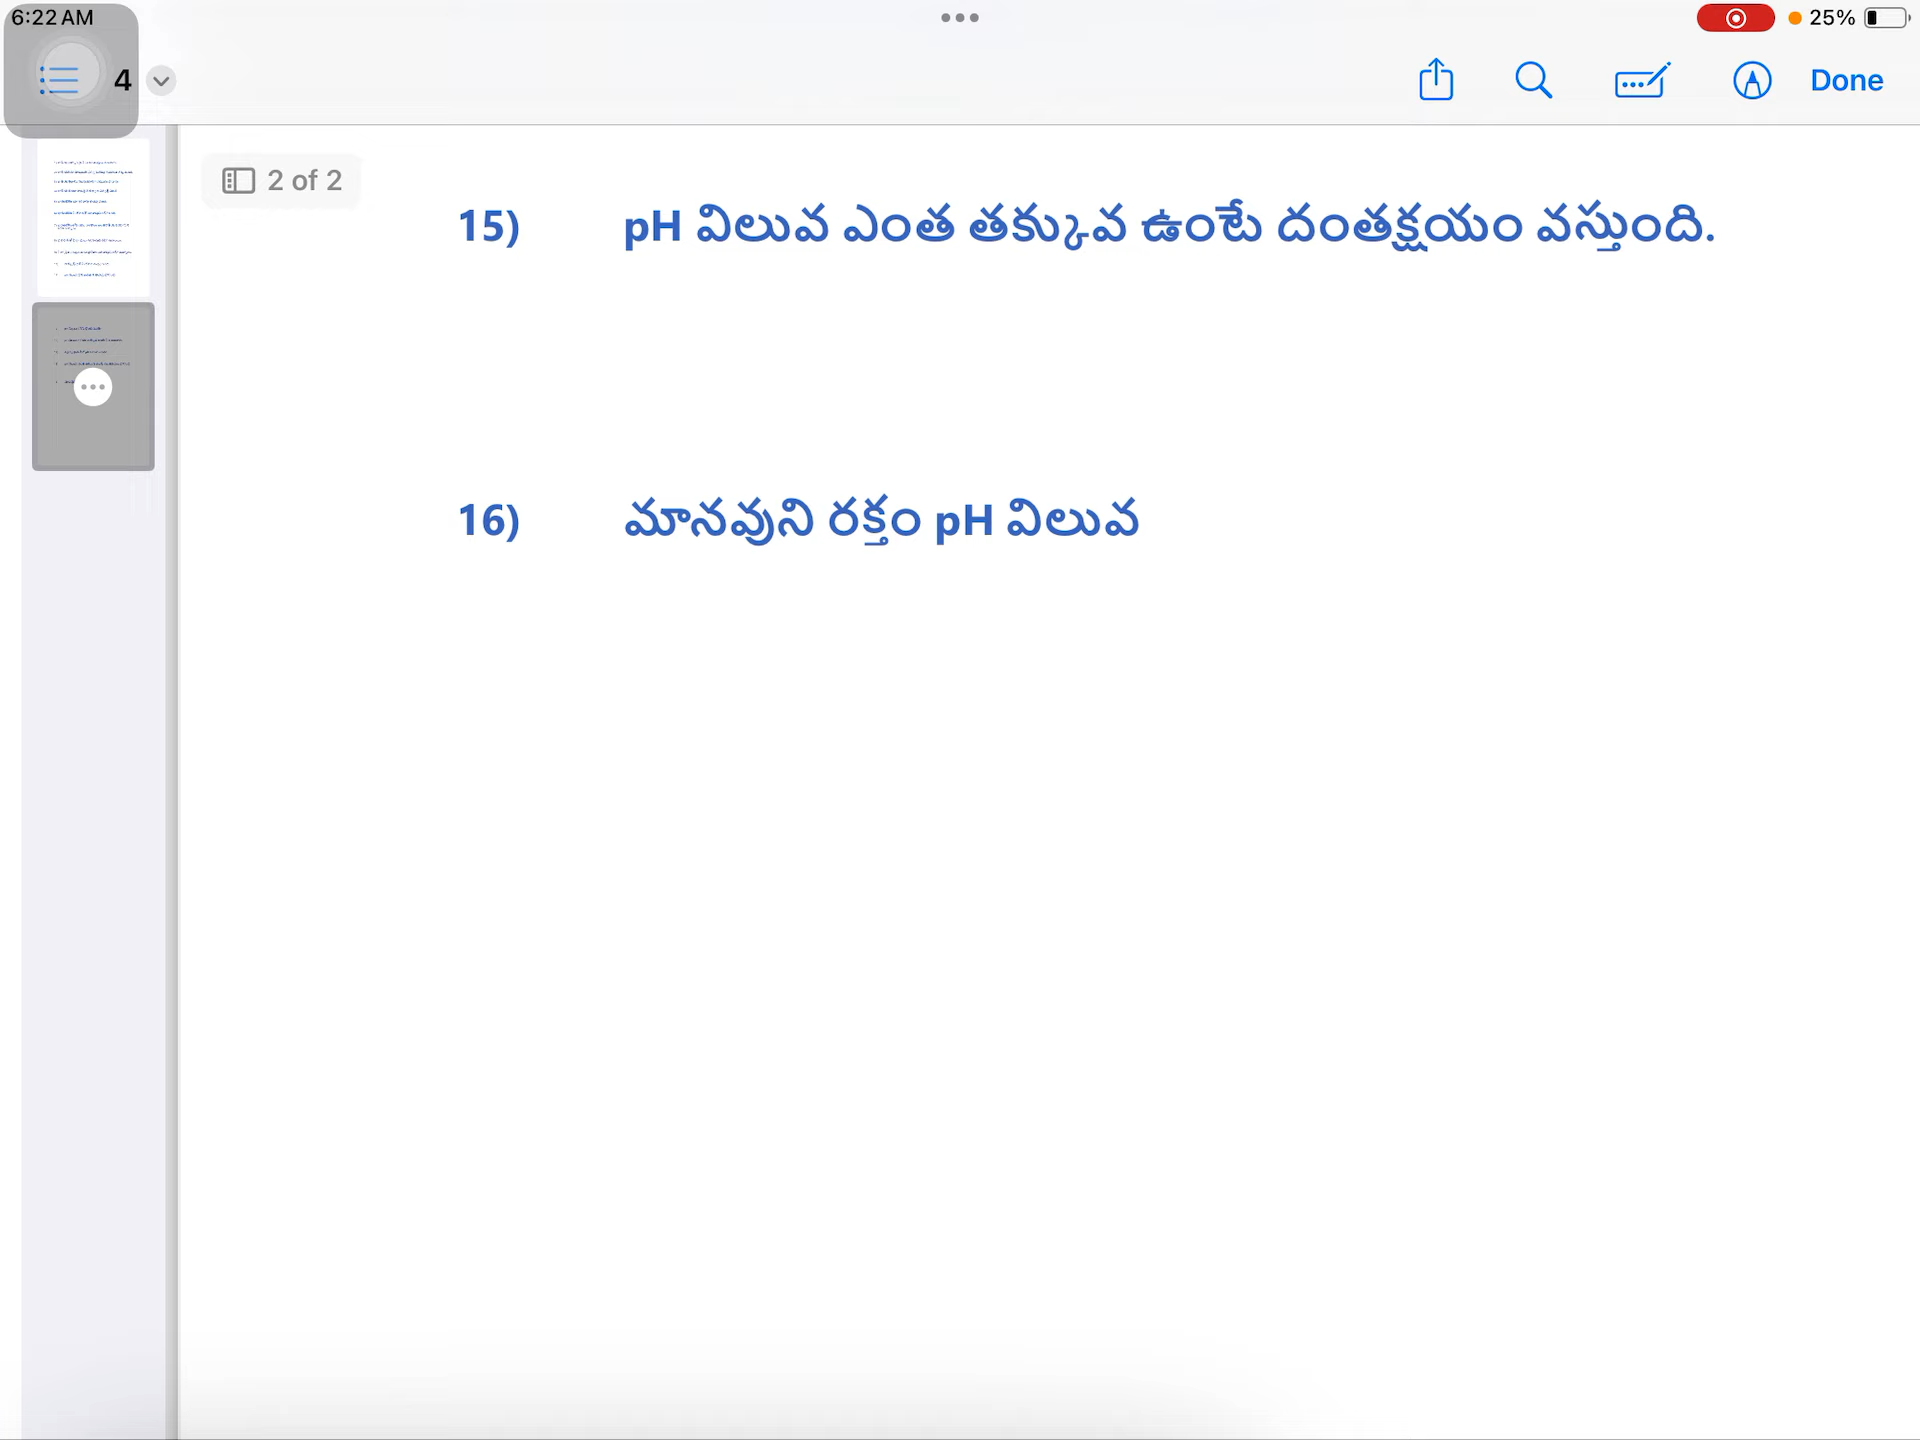 6:22 AM
25%
4
Done
2 of 2
15) pH విలువ ఎంత తక్కువ ఉంటే దంతక్షయం వస్తుంది.
16) మానవుని రక్తం pH విలువ